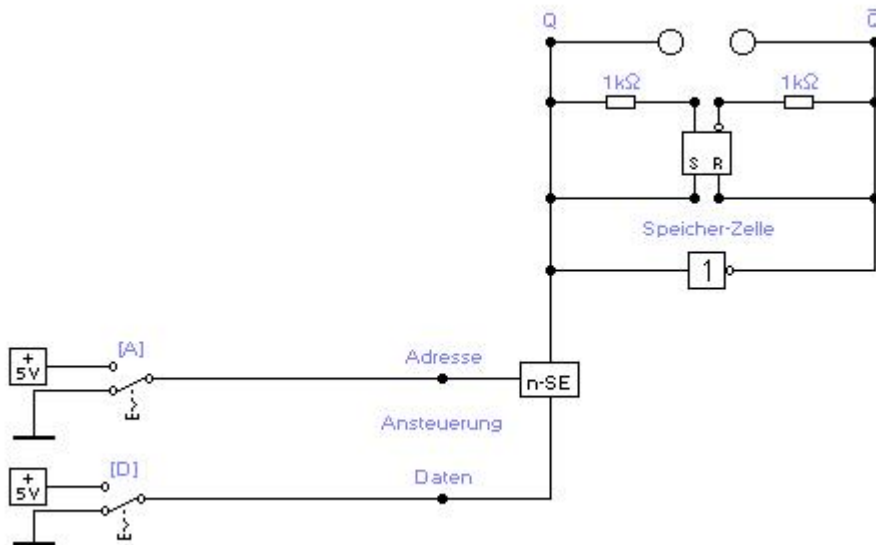 Q Q̅
1kΩ 1kΩ
S R
Speicher-Zelle
1
[A]
+
5V
Adresse
n-SE
Ansteuerung
[D]
+
5V
Daten